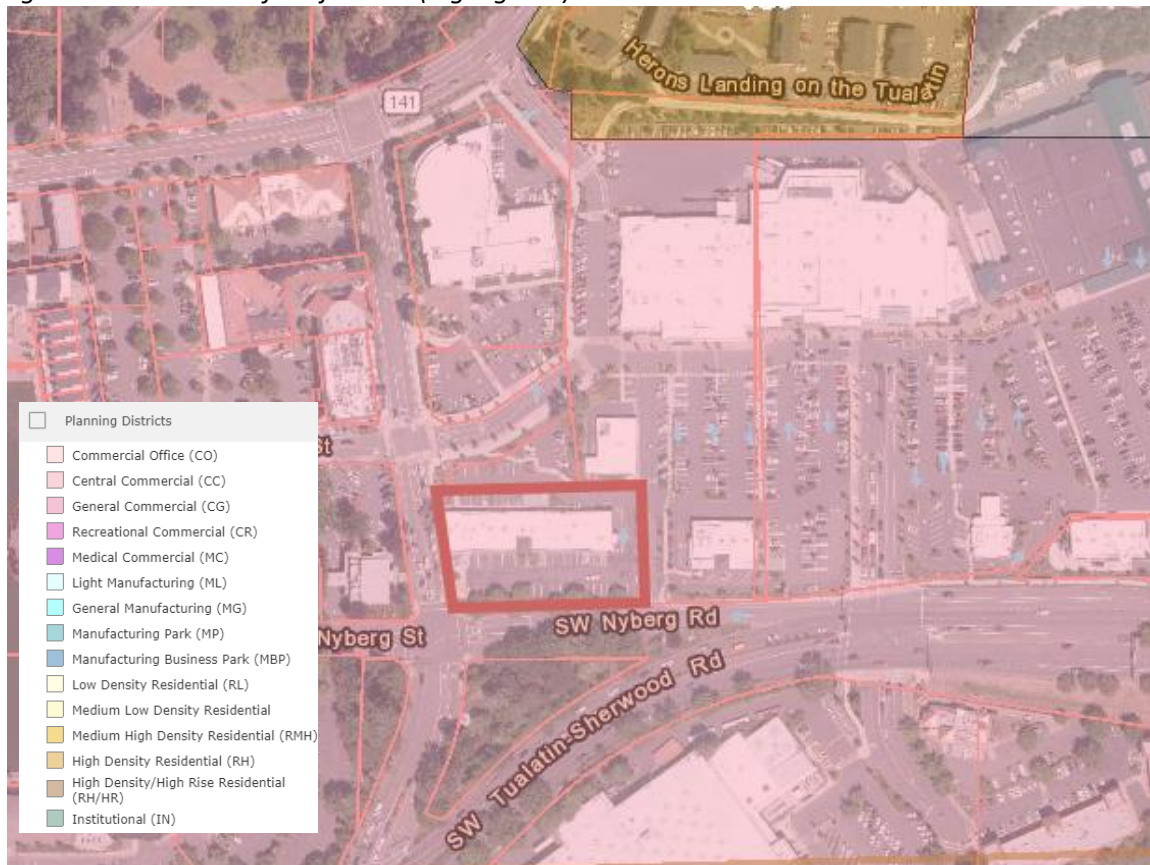 Herons Landing on the Tualatin
141
St
Nyberg St
SW Nyberg Rd
SW Tualatin-Sherwood Rd
Planning Districts
Commercial Office (CO)
Central Commercial (CC)
General Commercial (CG)
Recreational Commercial (CR)
Medical Commercial (MC)
Light Manufacturing (ML)
General Manufacturing (MG)
Manufacturing Park (MP)
Manufacturing Business Park (MBP)
Low Density Residential (RL)
Medium Low Density Residential
Medium High Density Residential (RMH)
High Density Residential (RH)
High Density/High Rise Residential
(RH/HR)
Institutional (IN)